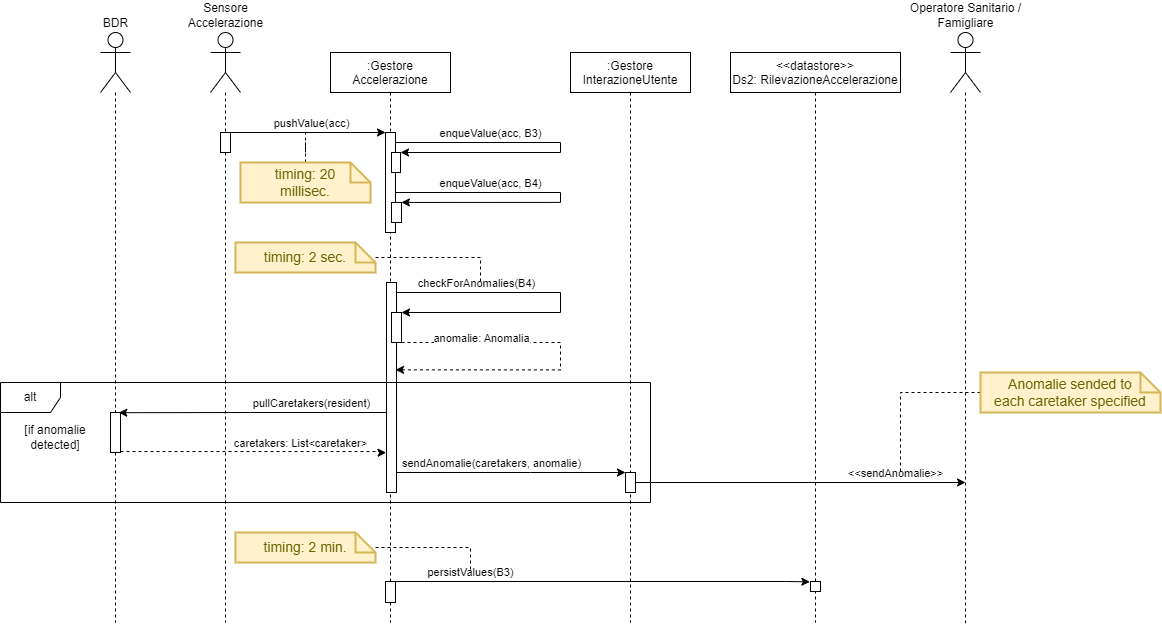 BDR
Sensore
Accelerazione
:Gestore
Accelerazione
:Gestore
InterazioneUtente
<<datastore>>
Ds2: RilevazioneAccelerazione
Operatore Sanitario /
Famigliare
pushValue(acc)
enqueValue(acc, B3)
timing: 20
millisec.
enqueValue(acc, B4)
timing: 2 sec.
checkForAnomalies(B4)
anomalie: Anomalia
alt
[if anomalie
detected]
pullCaretakers(resident)
caretakers: List<caretaker>
sendAnomalie(caretakers, anomalie)
Anomalie sended to
each caretaker specified
<<sendAnomalie>>
timing: 2 min.
persistValues(B3)